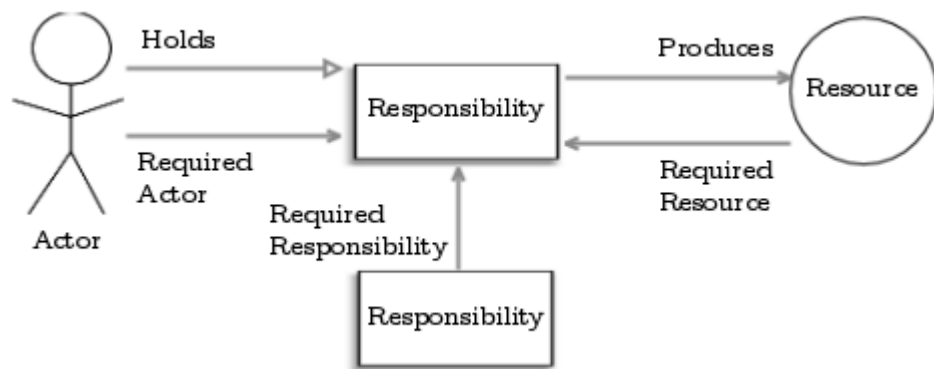 Holds
Produces
Responsibility
Resource
Required
Actor
Required
Resource
Actor
Required
Responsibility
Responsibility